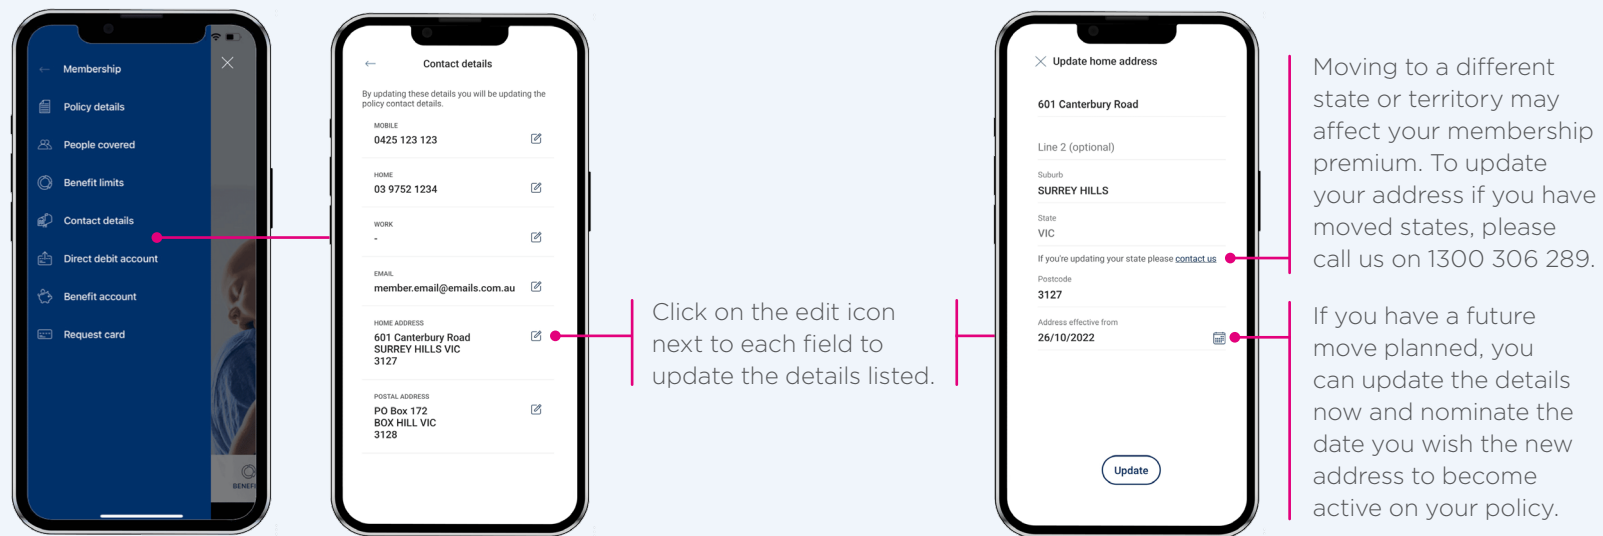 Membership
Policy details
People covered
Benefit limits
Contact details
Direct debit account
Benefit account
Request card
Contact details
By updating these details you will be updating the
policy contact details.
MOBILE
0425 123 123
HOME
03 9752 1234
WORK
-
EMAIL
member.email@emails.com.au
HOME ADDRESS
601 Canterbury Road
SURREY HILLS VIC
3127
POSTAL ADDRESS
PO Box 172
BOX HILL VIC
3128
Click on the edit icon
next to each field to
update the details listed.
Update home address
601 Canterbury Road
Line 2 (optional)
Suburb
SURREY HILLS
State
VIC
If you're updating your state please contact us
Postcode
3127
Address effective from
26/10/2022
Update
Moving to a different
state or territory may
affect your membership
premium. To update
your address if you have
moved states, please
call us on 1300 306 289.
If you have a future
move planned, you
can update the details
now and nominate the
date you wish the new
address to become
active on your policy.